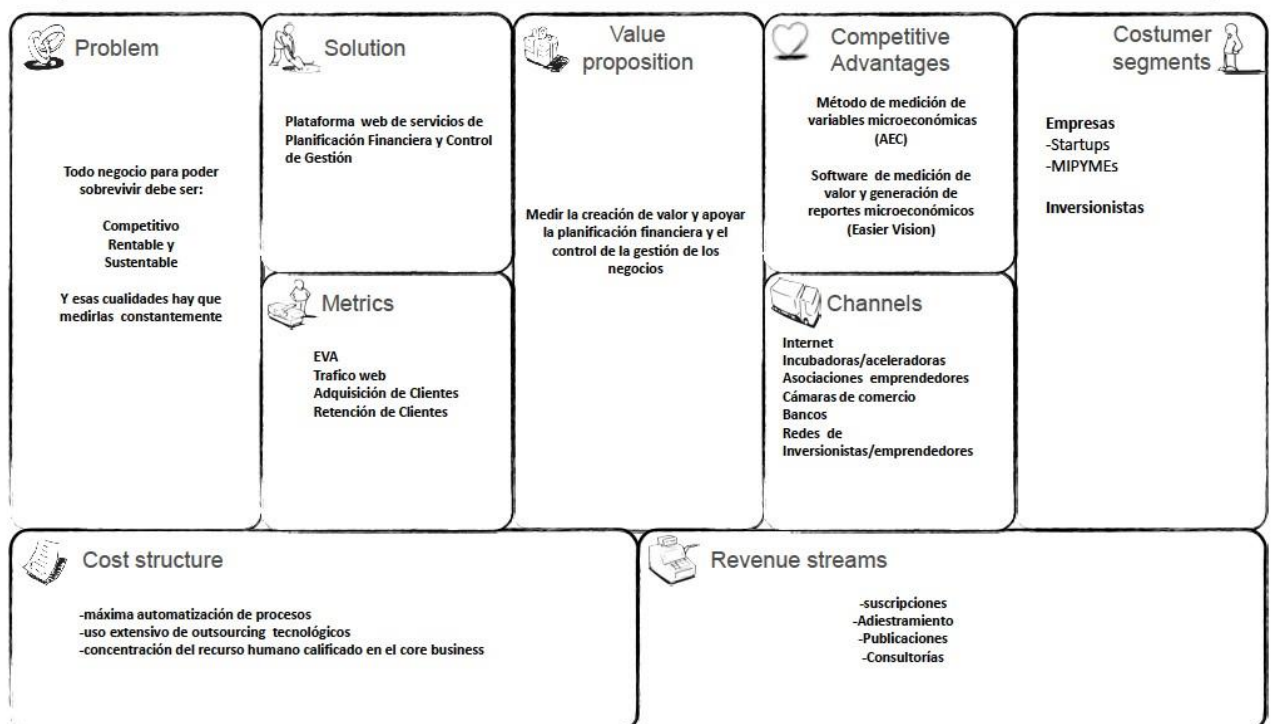 Problem
Todo negocio para poder
sobrevivir debe ser:
Competitivo
Rentable y
Sustentable
Y esas cualidades hay que
medirlas constantemente
Solution
Plataforma web de servicios de
Planificación Financiera y Control
de Gestión
Metrics
EVA
Trafico web
Adquisición de Clientes
Retención de Clientes
Value
proposition
Medir la creación de valor y apoyar
la planificación financiera y el
control de la gestión de los
negocios
Competitive
Advantages
Método de medición de
variables microeconómicas
(AEC)
Software de medición de
valor y generación de
reportes microeconómicos
(Easier Vision)
Channels
Internet
Incubadoras/aceleradoras
Asociaciones emprendedores
Cámaras de comercio
Bancos
Redes de
Inversionistas/emprendedores
Costumer
segments
Empresas
-Startups
-MIPYMEs
Inversionistas
Cost structure
-máxima automatización de procesos
-uso extensivo de outsourcing tecnológicos
-concentración del recurso humano calificado en el core business
Revenue streams
-suscripciones
-Adiestramiento
-Publicaciones
-Consultorías